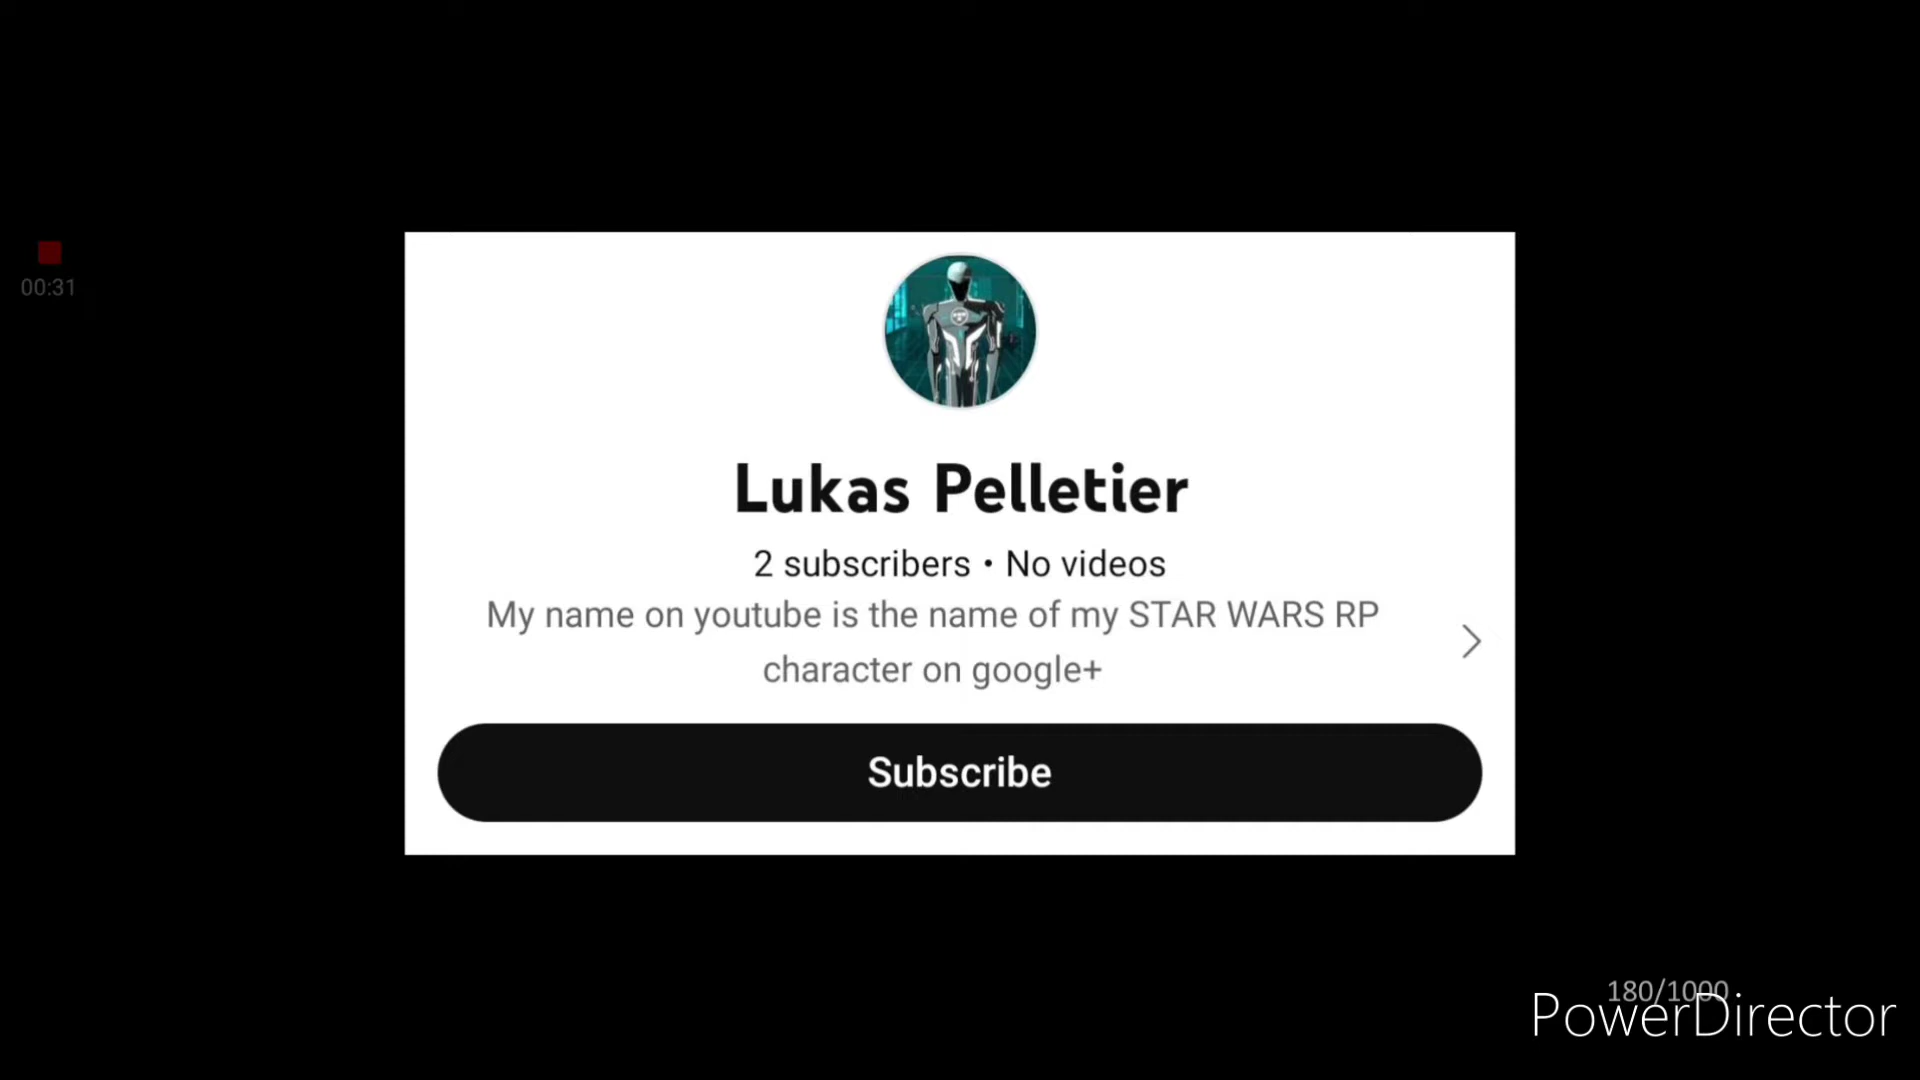 00:31
Lukas Pelletier
2 subscribers • No videos
My name on youtube is the name of my STAR WARS RP
character on google+
Subscribe
180/1000
PowerDirector